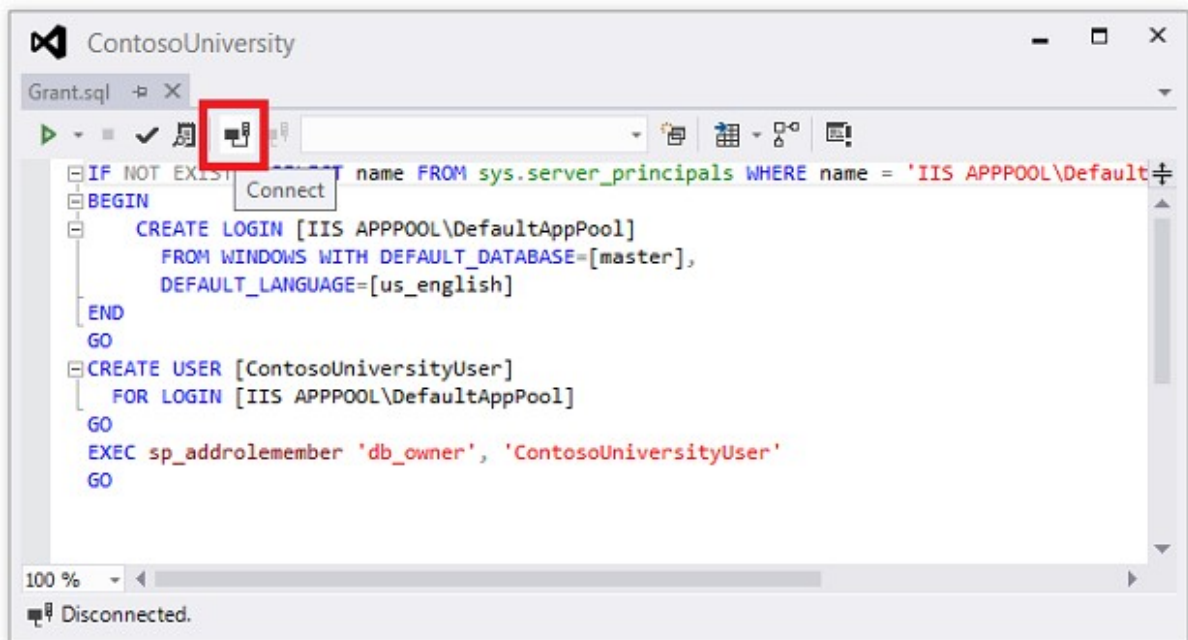 ContosoUniversity
Grant.sql
IF NOT EXIST name FROM sys.server_principals WHERE name = 'IIS APPPOOL\Default
Connect
BEGIN
CREATE LOGIN [IIS APPPOOL\DefaultAppPool]
FROM WINDOWS WITH DEFAULT_DATABASE=[master],
DEFAULT_LANGUAGE=[us_english]
END
GO
CREATE USER [ContosoUniversityUser]
FOR LOGIN [IIS APPPOOL\DefaultAppPool]
GO
EXEC sp_addrolemember 'db_owner', 'ContosoUniversityUser'
GO
100 %
Disconnected.